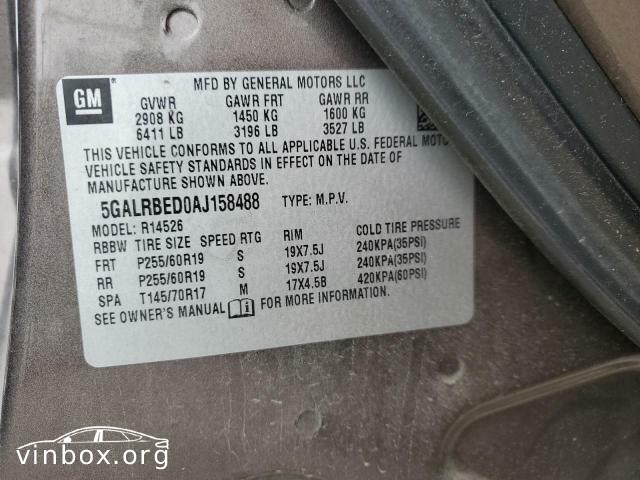 MFD BY GENERAL MOTORS LLC
GM
GVWR GAWR FRT GAWR RR
2908 KG 1450 KG 1600 KG
6411 LB 3196 LB 3527 LB
THIS VEHICLE CONFORMS TO ALL APPLICABLE U.S. FEDERAL MOTO
VEHICLE SAFETY STANDARDS IN EFFECT ON THE DATE OF
MANUFACTURE SHOWN ABOVE.
5GALRBED0AJ158488 TYPE: M.P.V.
MODEL: R14526
RBBW TIRE SIZE SPEED RTG RIM COLD TIRE PRESSURE
FRT P255/60R19 S 19X7.5J 240KPA(35PSI)
RR P255/60R19 S 19X7.5J 240KPA(35PSI)
SPA T145/70R17 M 17X4.5B 420KPA(60PSI)
SEE OWNER'S MANUAL i FOR MORE INFORMATION.
vinbox.org